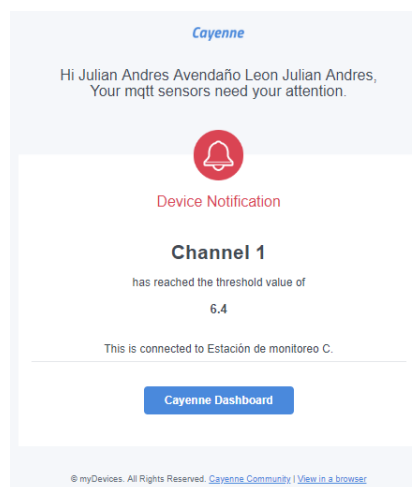 Cayenne
Hi Julian Andres Avendaño Leon Julian Andres,
Your mqtt sensors need your attention.
Device Notification
Channel 1
has reached the threshold value of
6.4
This is connected to Estación de monitoreo C.
Cayenne Dashboard
© myDevices. All Rights Reserved. Cayenne Community | View in a browser